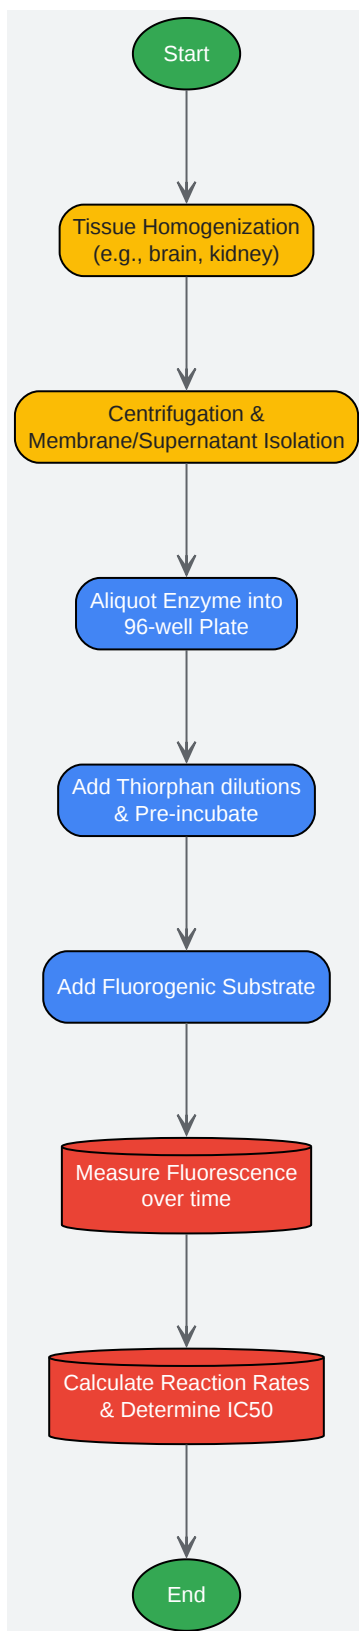 Start
Tissue Homogenization
(e.g., brain, kidney)
Centrifugation &
Membrane/Supernatant Isolation
Aliquot Enzyme into
96-well Plate
Add Thiorphan dilutions
& Pre-incubate
Add Fluorogenic Substrate
Measure Fluorescence
over time
Calculate Reaction Rates
& Determine IC50
End